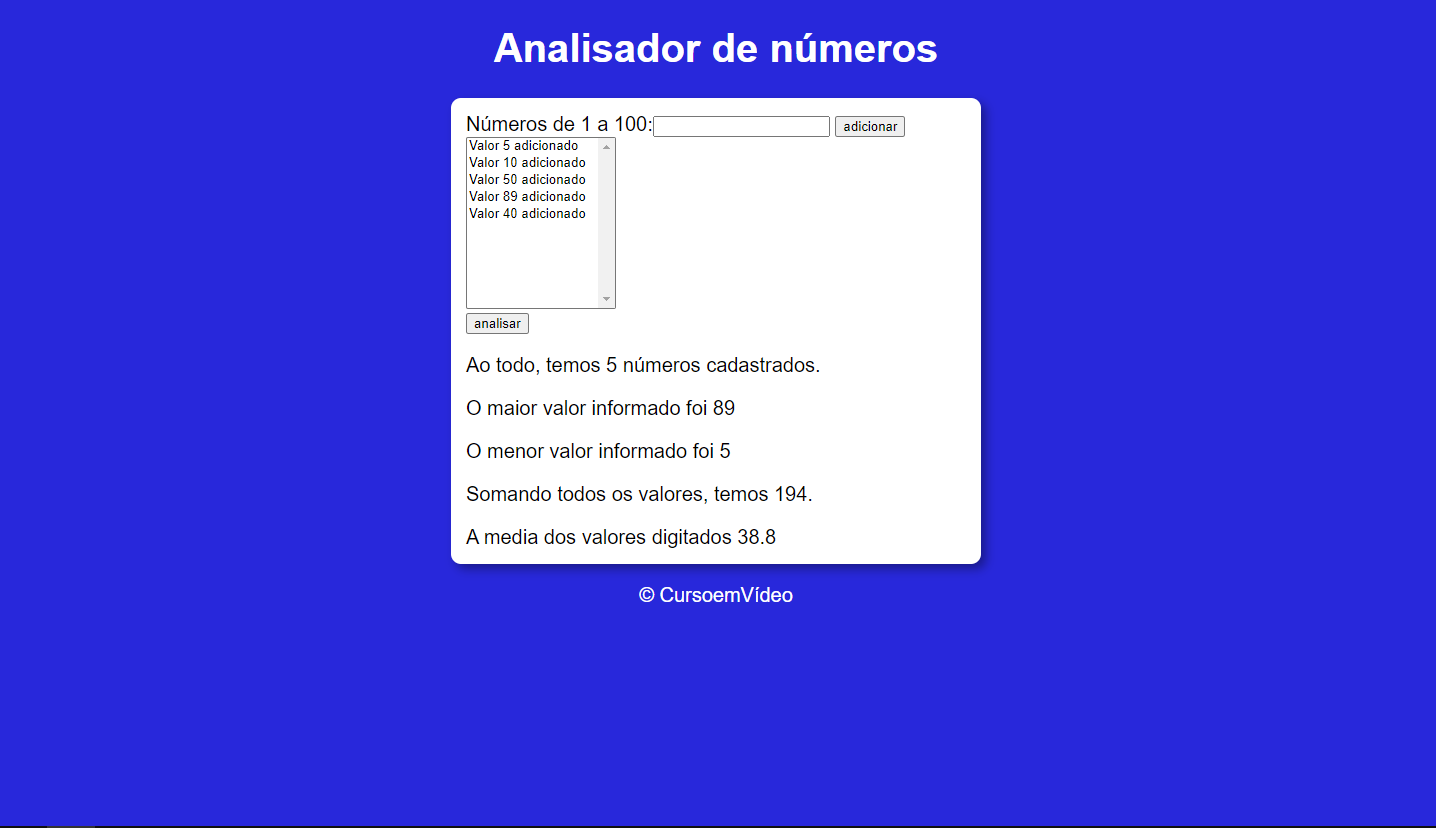 Analisador de números
Números de 1 a 100: adicionar
Valor 5 adicionado
Valor 10 adicionado
Valor 50 adicionado
Valor 89 adicionado
Valor 40 adicionado
analisar
Ao todo, temos 5 números cadastrados.
O maior valor informado foi 89
O menor valor informado foi 5
Somando todos os valores, temos 194.
A media dos valores digitados 38.8
© CursoemVídeo